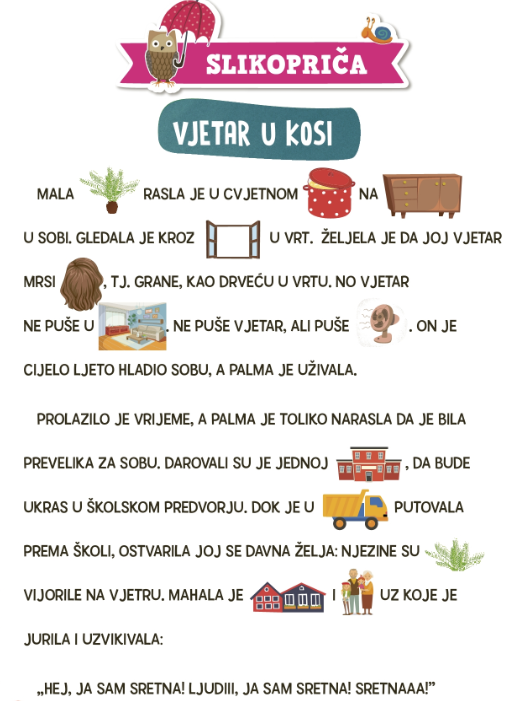 SLIKOPRIČA
VJETAR U KOSI
MALA RASLA JE U CVJETNOM NA
U SOBI. GLEDALA JE KROZ U VRT. ŽELJELA JE DA JOJ VJETAR
MRSI , TJ. GRANE, KAO DRVEĆU U VRTU. NO VJETAR
NE PUŠE U . NE PUŠE VJETAR, ALI PUŠE . ON JE
CIJELO LJETO HLADIO SOBU, A PALMA JE UŽIVALA.
PROLAZILO JE VRIJEME, A PALMA JE TOLIKO NARASLA DA JE BILA
PREVELIKA ZA SOBU. DAROVALI SU JE JEDNOJ , DA BUDE
UKRAS U ŠKOLSKOM PREDVORJU. DOK JE U PUTOVALA
PREMA ŠKOLI, OSTVARILA JOJ SE DAVNA ŽELJA: NJEZINE SU
VIJORILE NA VJETRU. MAHALA JE I UZ KOJE JE
JURILA I UZVIKIVALA:
„HEJ, JA SAM SRETNA! LJUDIII, JA SAM SRETNA! SRETNAAA!”